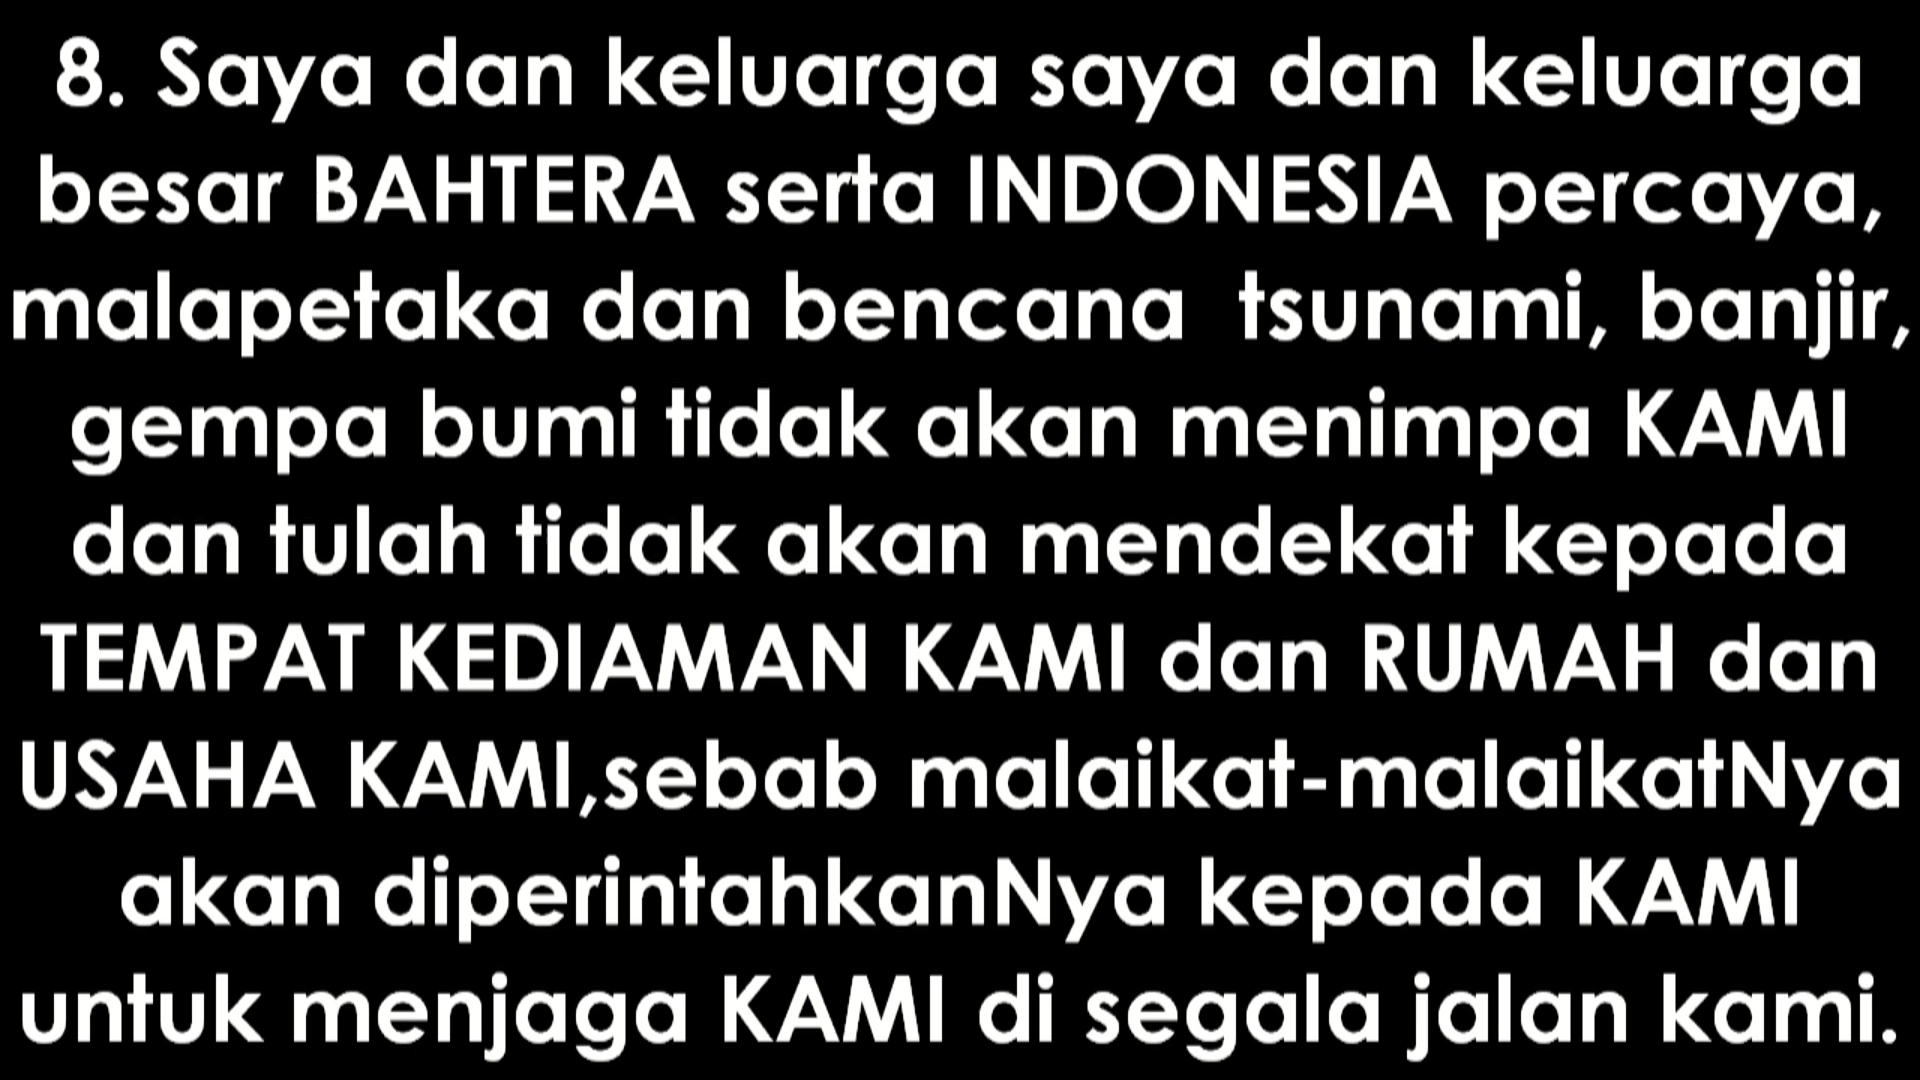 8. Saya dan keluarga saya dan keluarga
besar BAHTERA serta INDONESIA percaya,
malapetaka dan bencana  tsunami, banjir,
gempa bumi tidak akan menimpa KAMI
dan tulah tidak akan mendekat kepada
TEMPAT KEDIAMAN KAMI dan RUMAH dan
USAHA KAMI,sebab malaikat-malaikatNya
akan diperintahkanNya kepada KAMI
untuk menjaga KAMI di segala jalan kami.